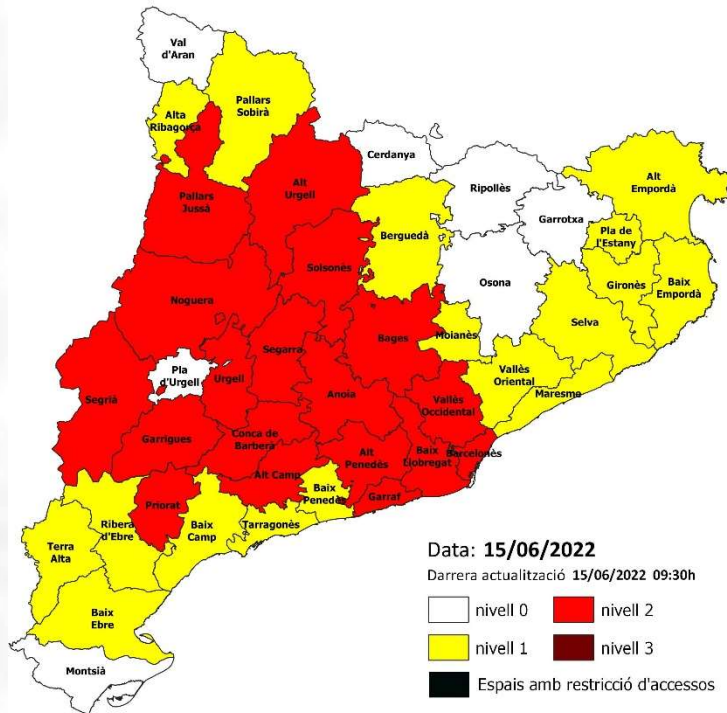 Val
d'Aran
Pallars
Sobirà
Alta
Ribagorça
Cerdanya
Alt
Urgell
Ripollès
Alt
Empordà
Pallars
Jussà
Garrotxa
Berguedà
Pla de
l'Estany
Solsonès
Osona
Gironès
Baix
Empordà
Noguera
Selva
Moianès
Bages
Segarra
Pla
d'Urgell
Urgell
Vallès
Oriental
Maresme
Segrià
Anoia
Vallès
Occidental
Garrigues
Conca de
Barberà
Alt
Penedès
Baix
Llobregat
Barcelonès
Alt Camp
Baix
Penedès
Garraf
Priorat
Ribera
d'Ebre
Baix
Camp
Tarragonès
Terra
Alta
Baix
Ebre
Montsià
Data: 15/06/2022
Darrera actualització 15/06/2022 09:30h
nivell 0
nivell 2
nivell 1
nivell 3
Espais amb restricció d'accessos